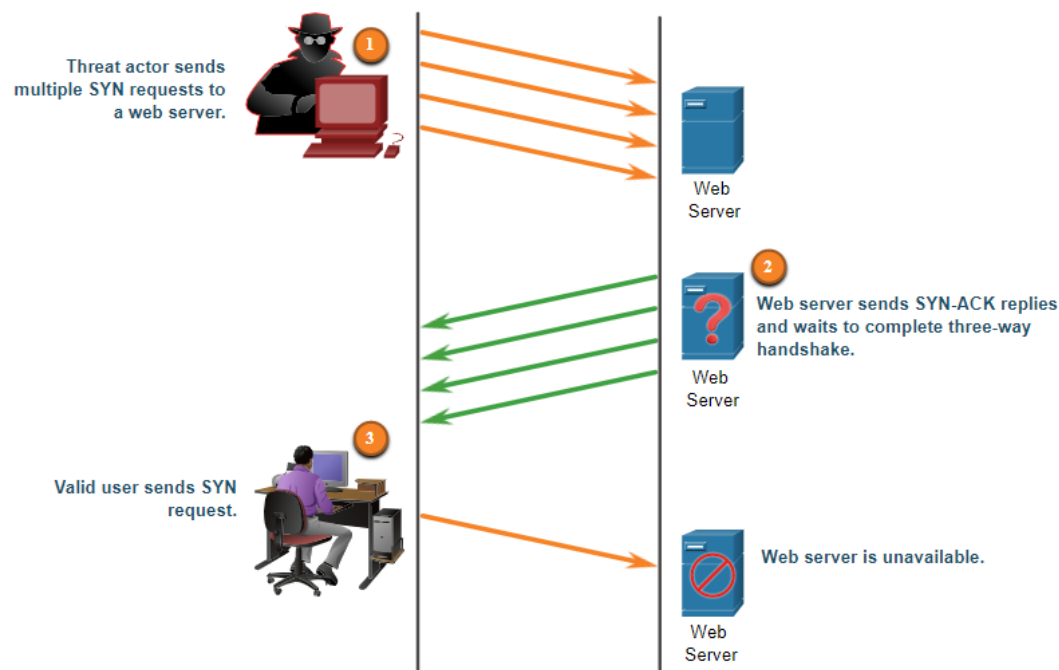 1
Threat actor sends
multiple SYN requests to
a web server.
Web
Server
2
Web server sends SYN-ACK replies
and waits to complete three-way
handshake.
Web
Server
3
Valid user sends SYN
request.
Web server is unavailable.
Web
Server